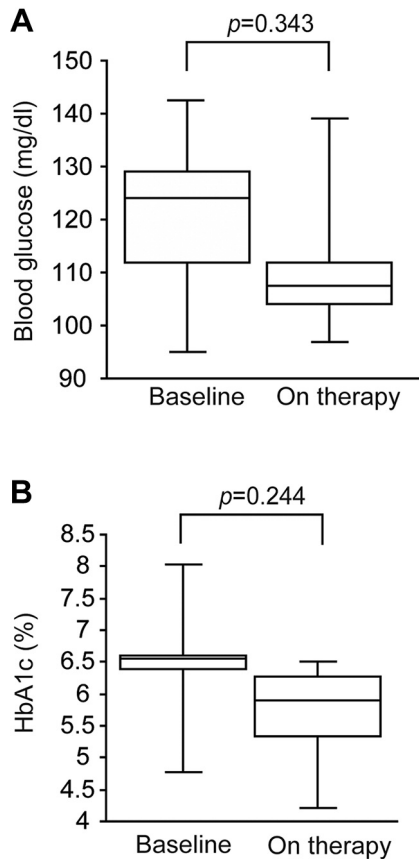 A
p=0.343
Blood glucose (mg/dl)
150
140
130
120
110
100
90
Baseline On therapy
B
p=0.244
HbA1c (%)
8.5
8
7.5
7
6.5
6
5.5
5
4.5
4
Baseline On therapy